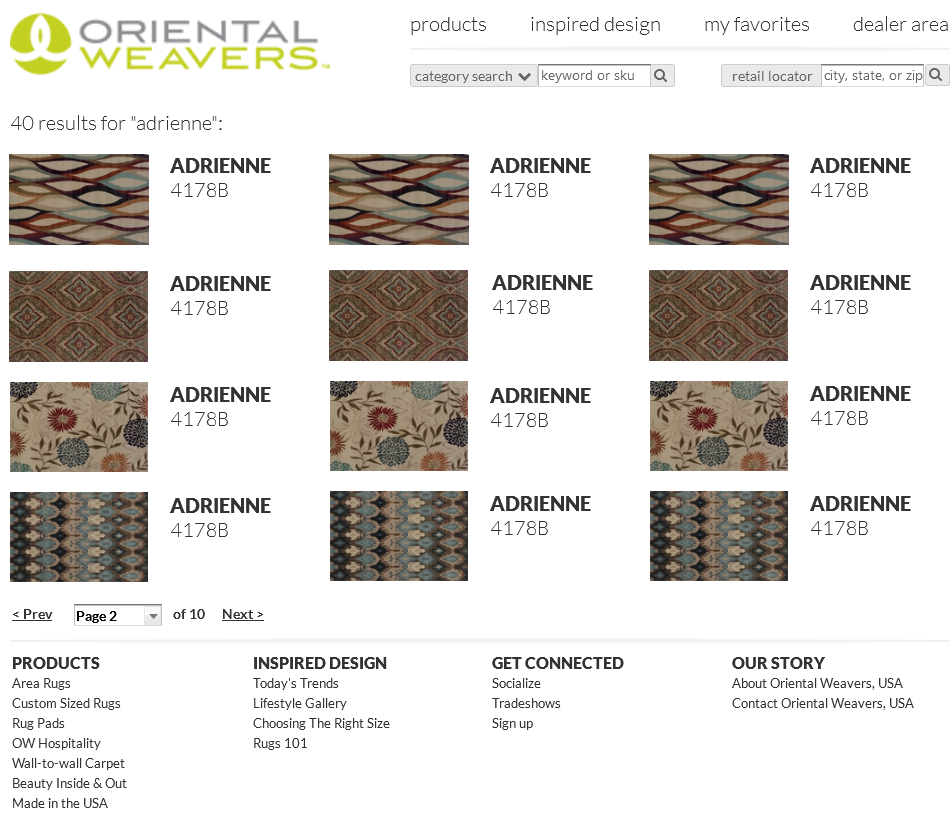 ORIENTAL
WEAVERS™
products inspired design my favorites dealer area
category search keyword or sku retail locator city, state, or zip
40 results for "adrienne":
ADRIENNE ADRIENNE ADRIENNE
4178B 4178B 4178B
ADRIENNE ADRIENNE ADRIENNE
4178B 4178B 4178B
ADRIENNE ADRIENNE ADRIENNE
4178B 4178B 4178B
ADRIENNE ADRIENNE ADRIENNE
4178B 4178B 4178B
< Prev Page 2 of 10 Next >
PRODUCTS
Area Rugs
Custom Sized Rugs
Rug Pads
OW Hospitality
Wall-to-wall Carpet
Beauty Inside & Out
Made in the USA
INSPIRED DESIGN
Today's Trends
Lifestyle Gallery
Choosing The Right Size
Rugs 101
GET CONNECTED
Socialize
Tradeshows
Sign up
OUR STORY
About Oriental Weavers, USA
Contact Oriental Weavers, USA